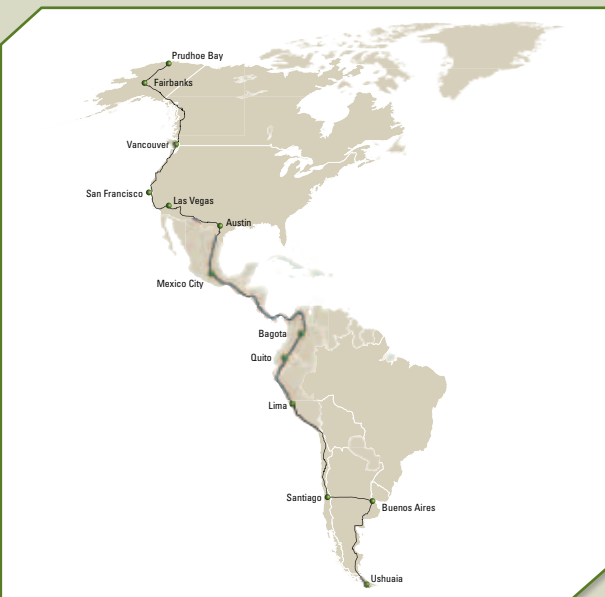 Prudhoe Bay
Fairbanks
Vancouver
San Francisco
Las Vegas
Austin
Mexico City
Bagota
Quito
Lima
Santiago
Buenos Aires
Ushuaia